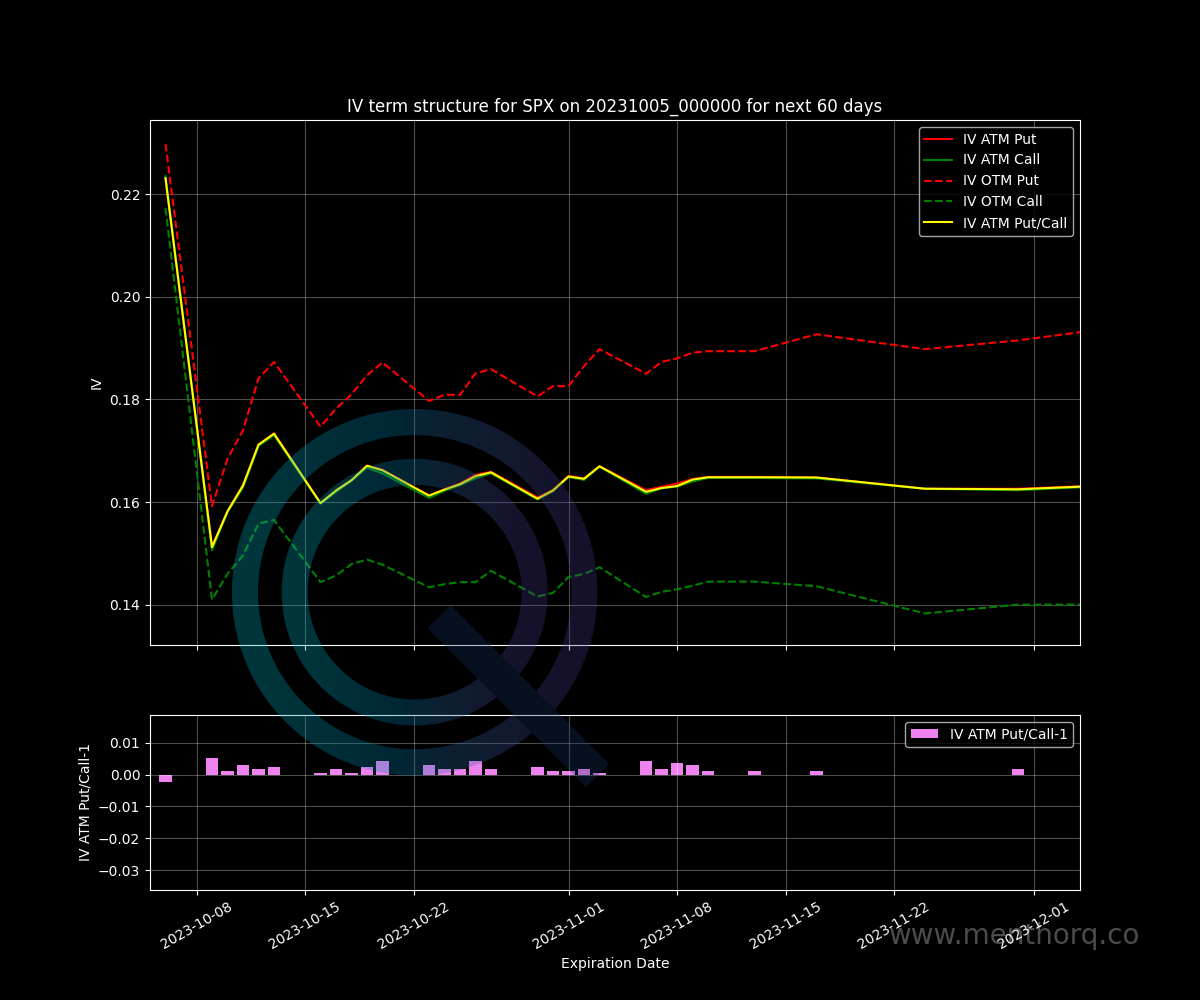 IV term structure for SPX on 20231005_000000 for next 60 days
IV ATM Put
IV ATM Call
IV OTM Put
IV OTM Call
IV ATM Put/Call
0.22
0.20
0.18
0.16
0.14
IV
IV ATM Put/Call-1
0.01
0.00
−0.01
−0.02
−0.03
IV ATM Put/Call-1
2023-10-08
2023-10-15
2023-10-22
2023-11-01
2023-11-08
2023-11-15
2023-11-22
2023-12-01
www.menthorq.co
Expiration Date